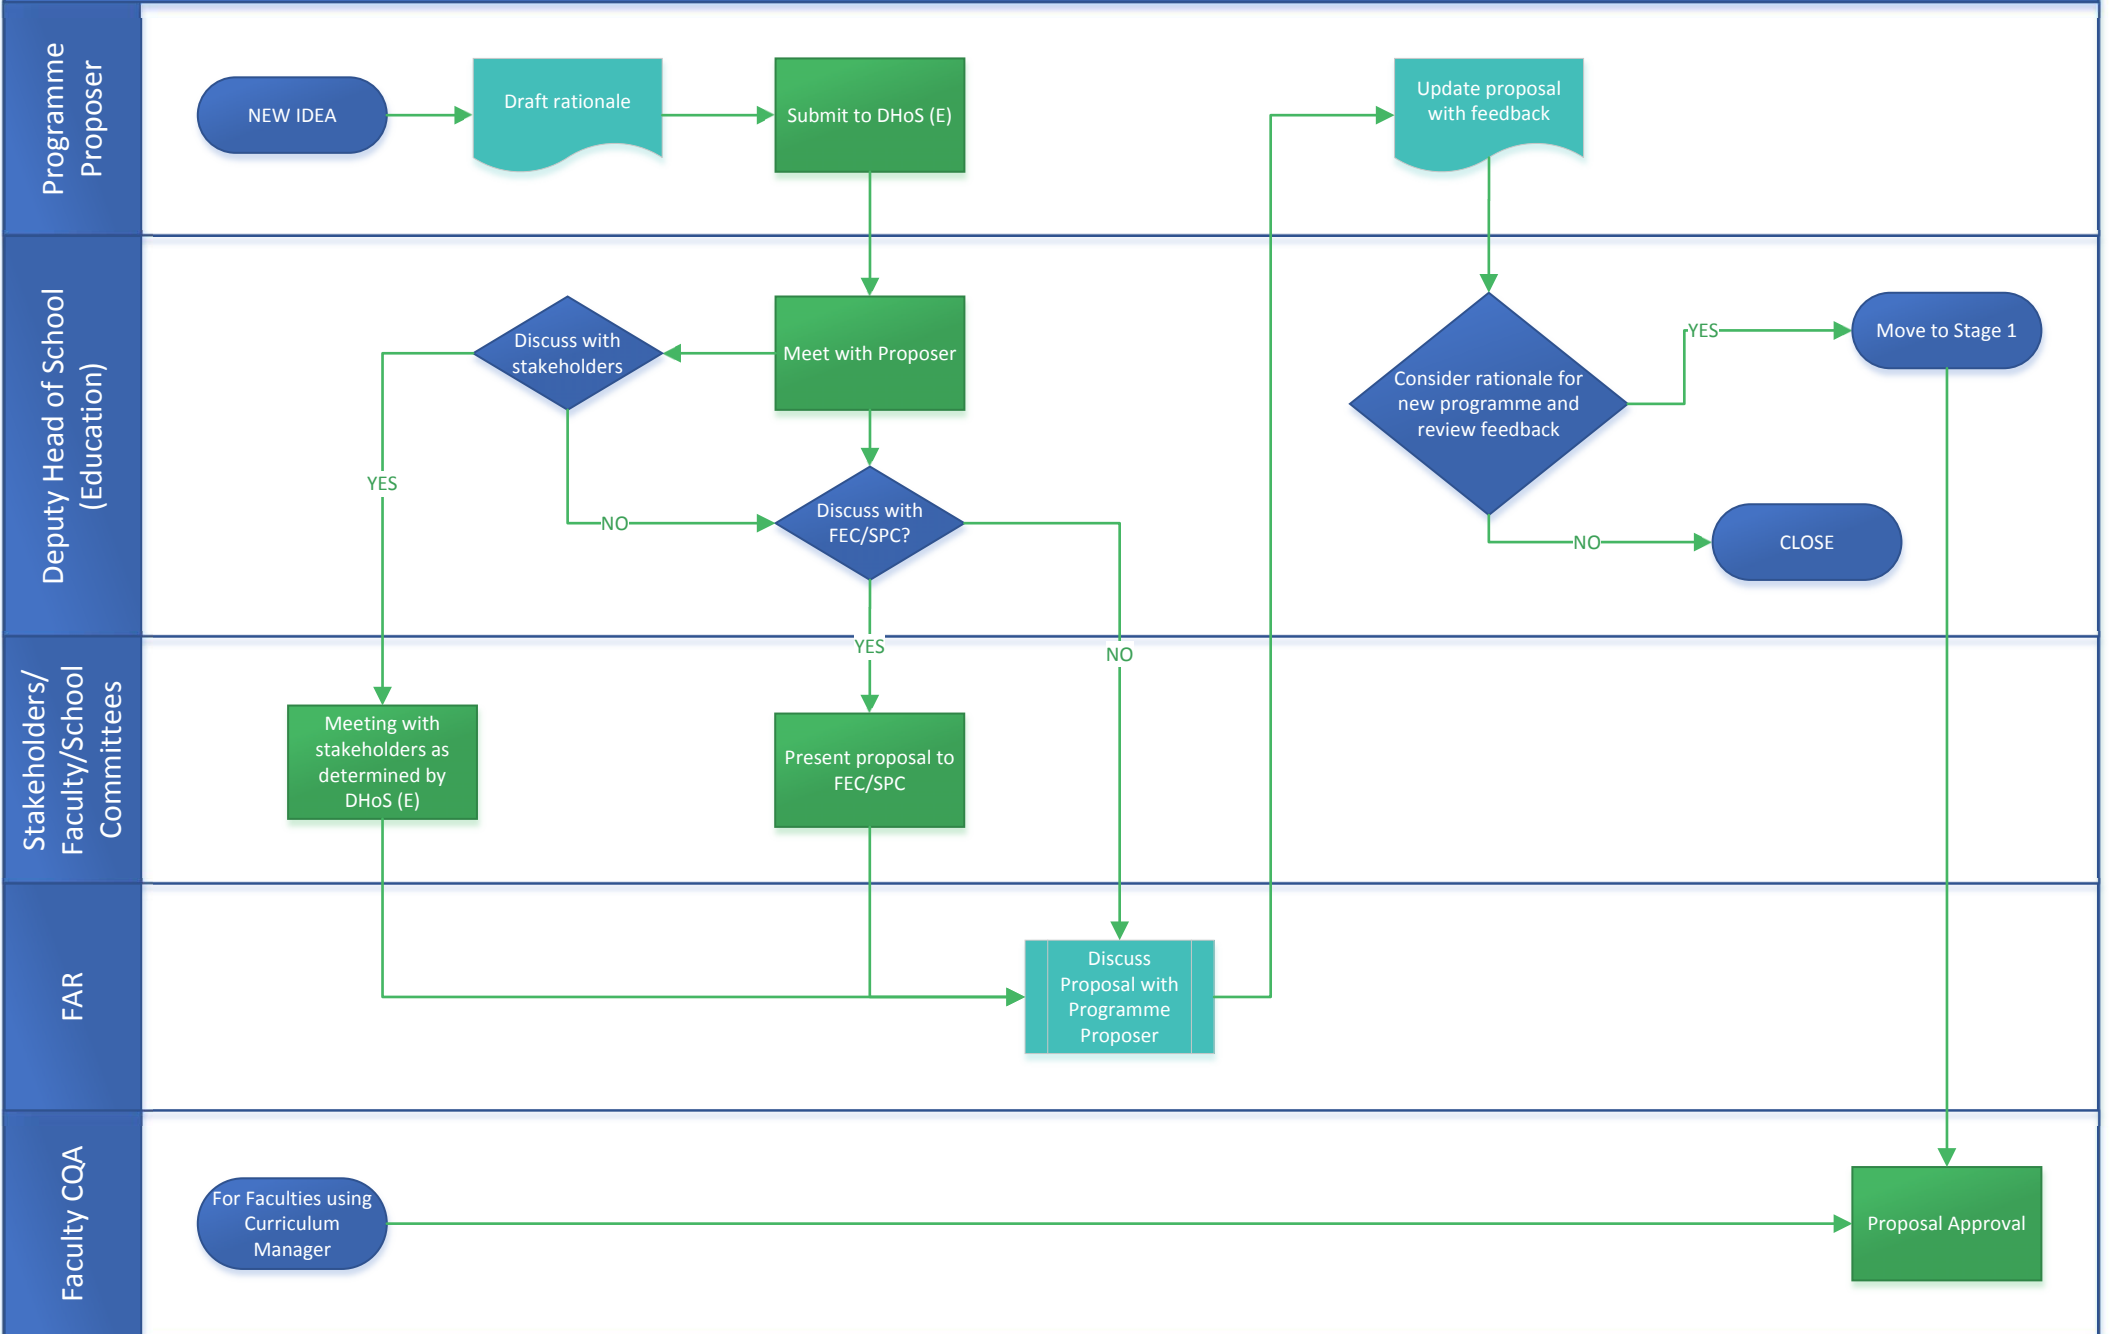 Programme
Proposer
NEW IDEA
Draft rationale
Submit to DHoS (E)
Update proposal
with feedback
Deputy Head of School
(Education)
Discuss with
stakeholders
Meet with Proposer
Consider rationale for
new programme and
review feedback
YES
Move to Stage 1
YES
NO
Discuss with
FEC/SPC?
NO
CLOSE
YES
NO
Stakeholders/
Faculty/School
Committees
Meeting with
stakeholders as
determined by
DHoS (E)
Present proposal to
FEC/SPC
FAR
Discuss
Proposal with
Programme
Proposer
Faculty CQA
For Faculties using
Curriculum
Manager
Proposal Approval